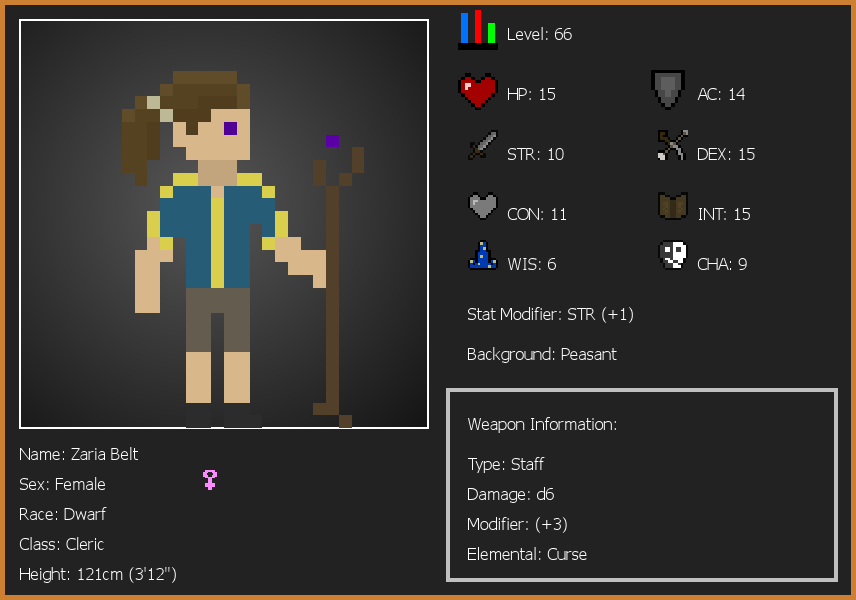 Level: 66
HP: 15
AC: 14
STR: 10
DEX: 15
CON: 11
INT: 15
WIS: 6
CHA: 9
Stat Modifier: STR (+1)
Background: Peasant
Weapon Information:
Type: Staff
Damage: d6
Modifier: (+3)
Elemental: Curse
Name: Zaria Belt
Sex: Female
Race: Dwarf
Class: Cleric
Height: 121cm (3'12")